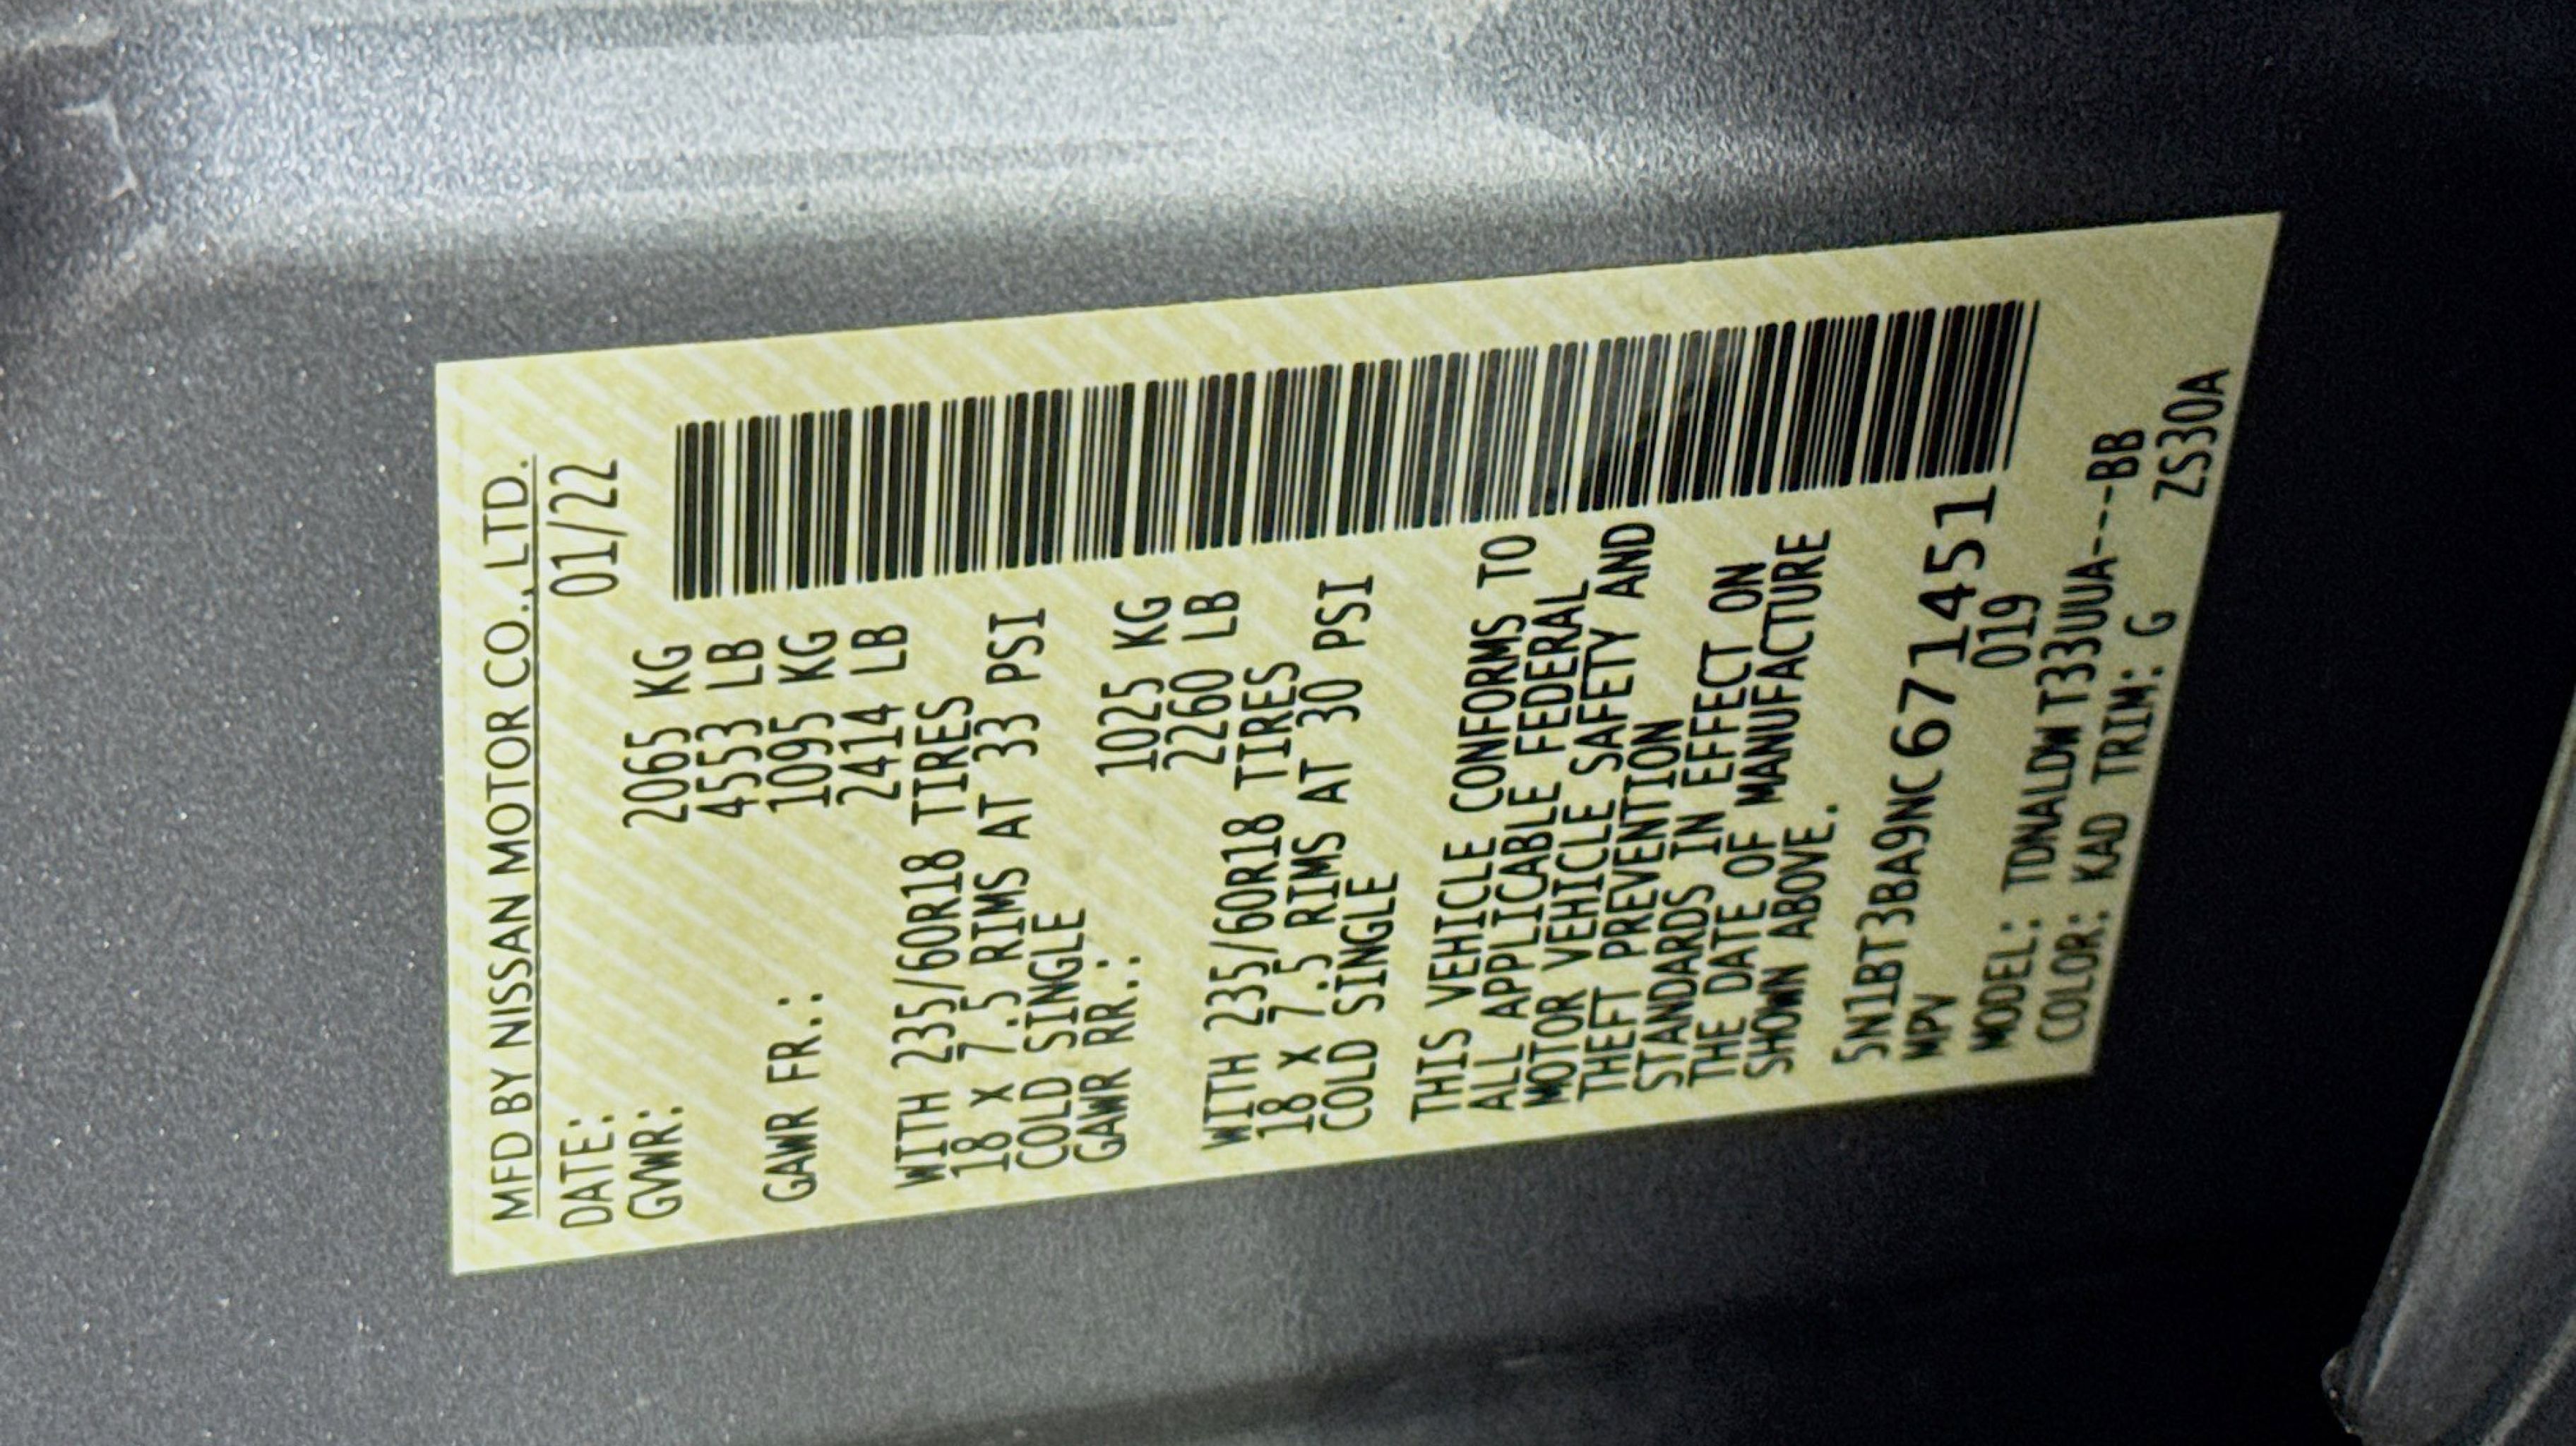 MFD BY NISSAN MOTOR CO., LTD.
DATE: 01/22
GVWR: 2065 KG
4553 LB
GAWR FR.: 1095 KG
2414 LB
WITH 235/60R18 TIRES
18 x 7.5 RIMS AT 33 PSI
COLD SINGLE
GAWR RR.: 1025 KG
2260 LB
WITH 235/60R18 TIRES
18 x 7.5 RIMS AT 30 PSI
COLD SINGLE
THIS VEHICLE CONFORMS TO
ALL APPLICABLE FEDERAL
MOTOR VEHICLE SAFETY AND
THEFT PREVENTION
STANDARDS IN EFFECT ON
THE DATE OF MANUFACTURE
SHOWN ABOVE.
5N1BT3BA9NC671451
MPV 019
MODEL: TDNALDW T33UUA---BB
COLOR: KAD TRIM: G ZS30A